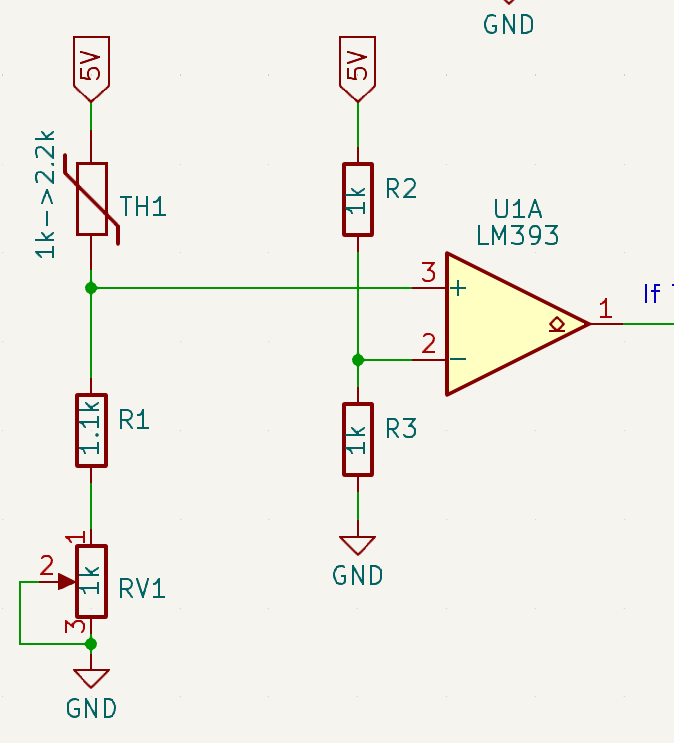 GND
5V
5V
1k->2.2k
TH1
1k
R2
U1A
LM393
3
+
1
If
2
-
1.1k
R1
1k
R3
1
2
1k
RV1
3
GND
GND